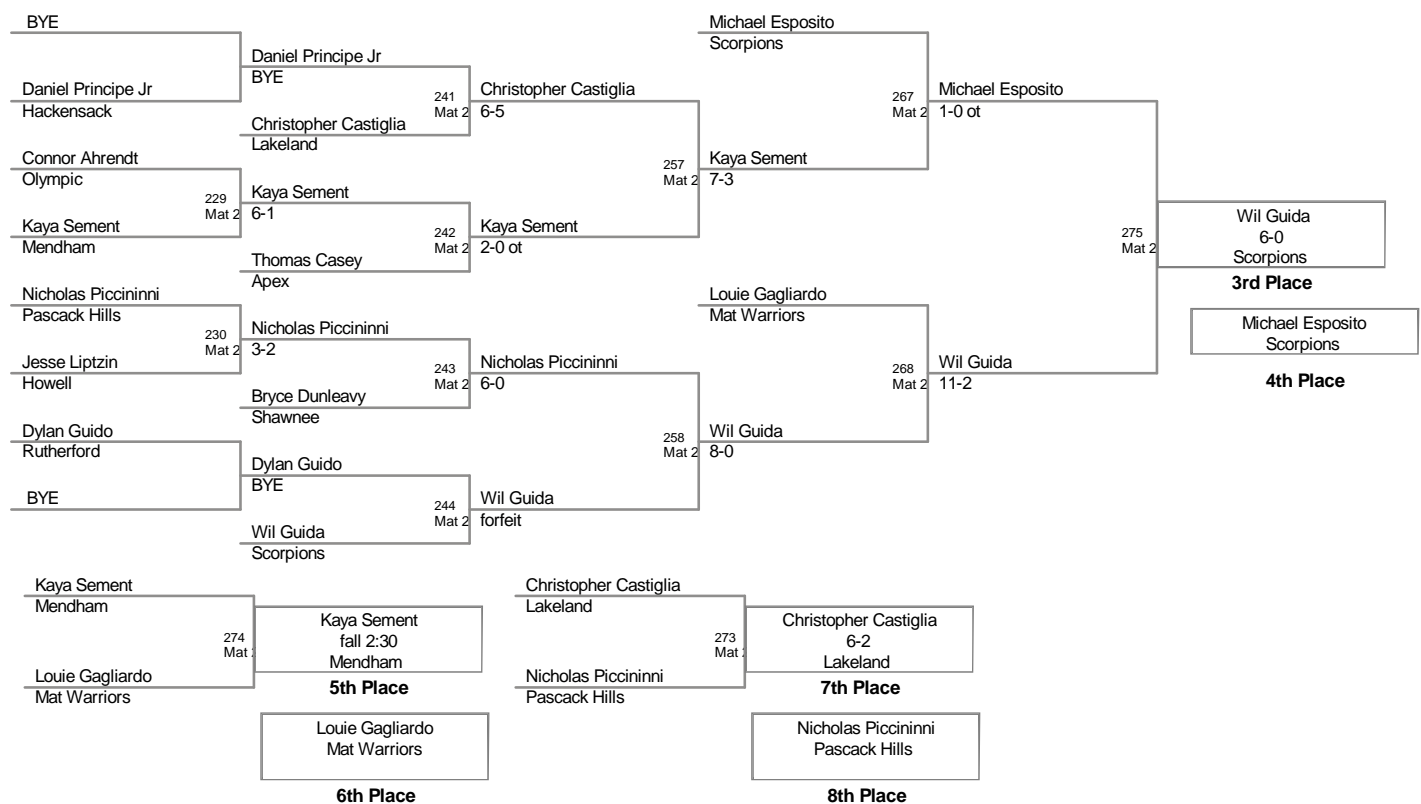 BYE
Daniel Principe Jr
Hackensack
Connor Ahrendt
Olympic
229
Mat 2
Kaya Sement
Mendham
Nicholas Piccininni
Pascack Hills
230
Mat 2
Jesse Liptzin
Howell
Dylan Guido
Rutherford
BYE
Daniel Principe Jr
BYE
241
Mat 2
Christopher Castiglia
Lakeland
Kaya Sement
6-1
242
Mat 2
Thomas Casey
Apex
Nicholas Piccininni
3-2
243
Mat 2
Bryce Dunleavy
Shawnee
Dylan Guido
BYE
244
Mat 2
Wil Guida
Scorpions
Christopher Castiglia
6-5
257
Mat 2
Kaya Sement
2-0 ot
Nicholas Piccininni
6-0
258
Mat 2
Wil Guida
forfeit
Michael Esposito
Scorpions
267
Mat 2
Kaya Sement
7-3
Louie Gagliardo
Mat Warriors
268
Mat 2
Wil Guida
8-0
Michael Esposito
1-0 ot
275
Mat 2
Wil Guida
11-2
Wil Guida
6-0
Scorpions
3rd Place
Michael Esposito
Scorpions
4th Place
Kaya Sement
Mendham
274
Mat
Louie Gagliardo
Mat Warriors
Kaya Sement
fall 2:30
Mendham
5th Place
Louie Gagliardo
Mat Warriors
6th Place
Christopher Castiglia
Lakeland
273
Mat
Nicholas Piccininni
Pascack Hills
Christopher Castiglia
6-2
Lakeland
7th Place
Nicholas Piccininni
Pascack Hills
8th Place